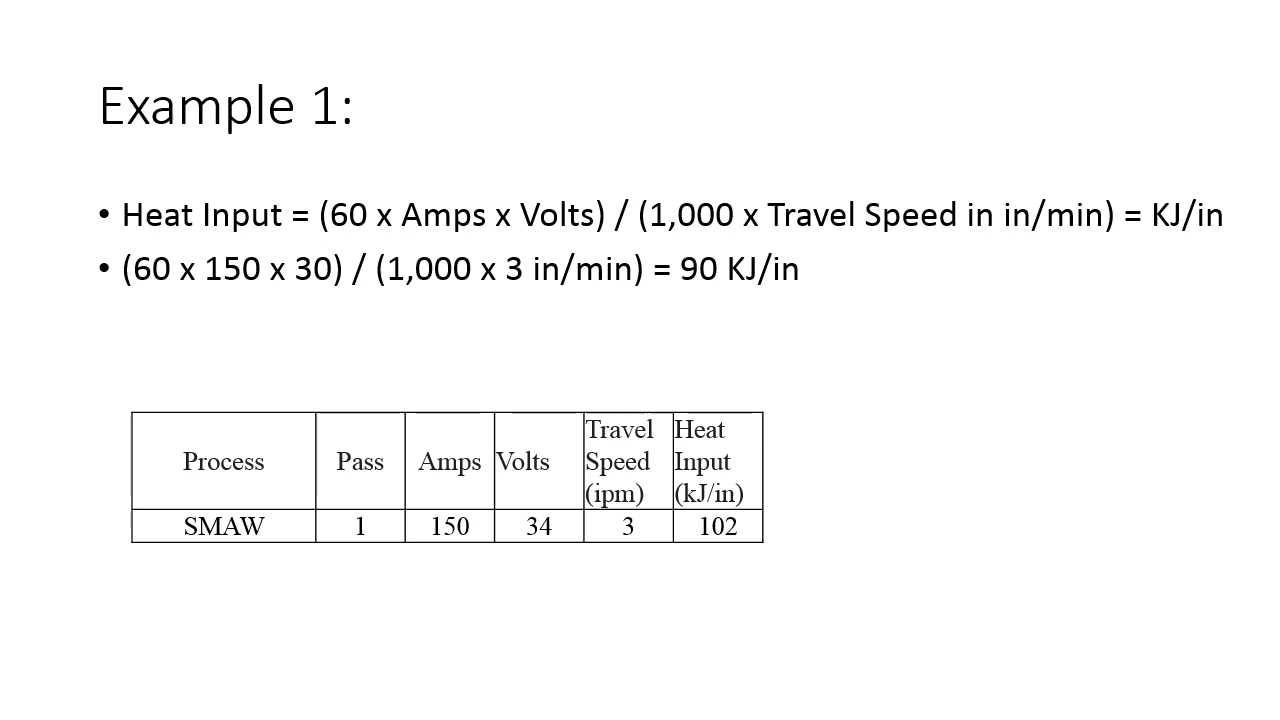 Example 1:
• Heat Input = (60 x Amps x Volts) / (1,000 x Travel Speed in in/min) = KJ/in
• (60 x 150 x 30) / (1,000 x 3 in/min) = 90 KJ/in
Process Pass Amps Volts Travel Speed (ipm) Heat Input (kJ/in)
SMAW 1 150 34 3 102